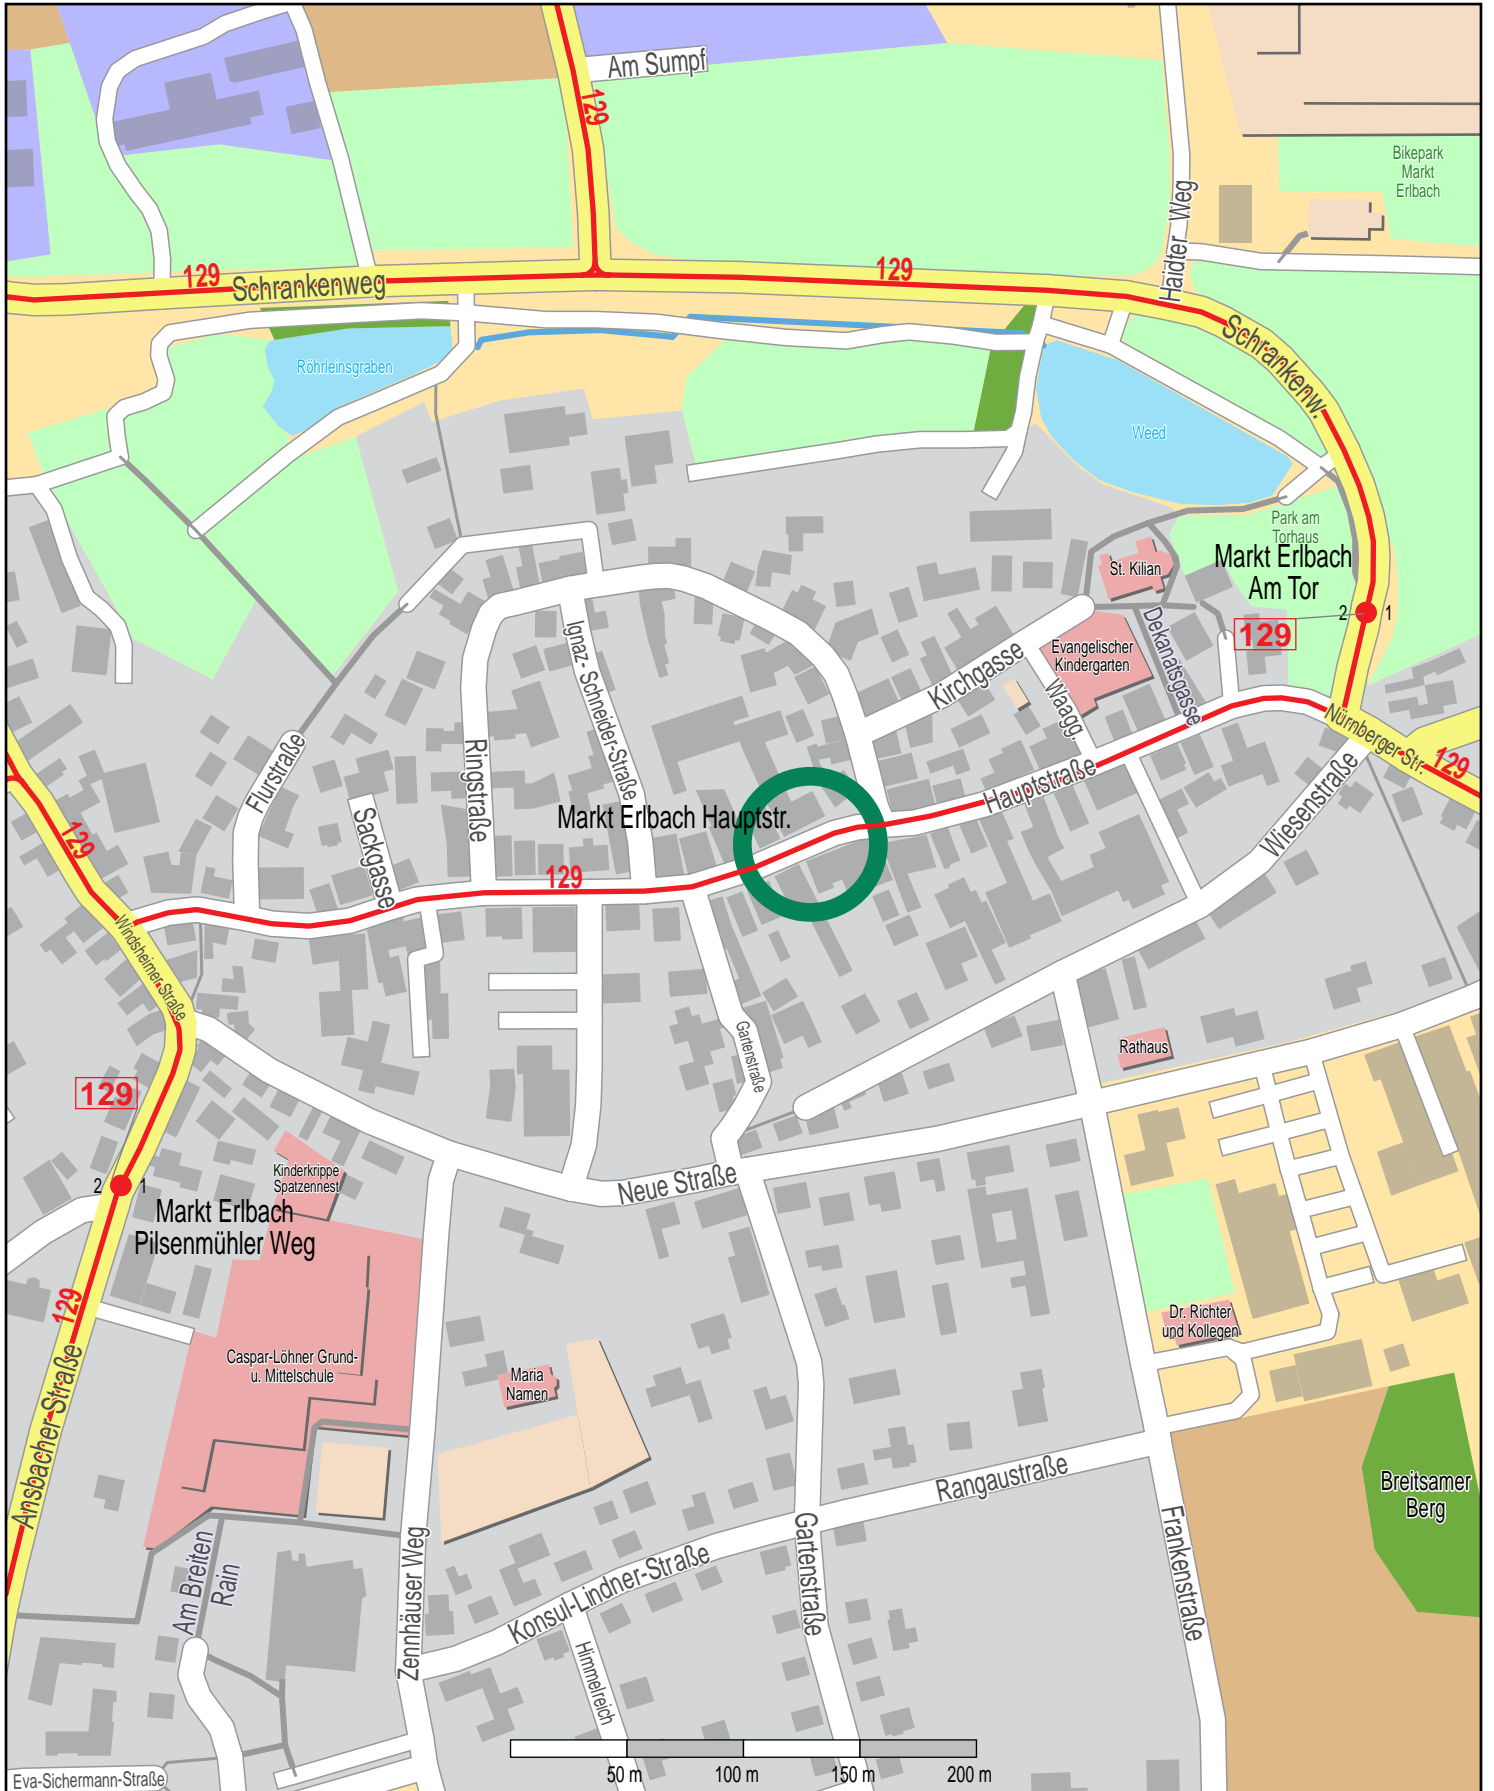 Am Sumpf
129
Bikepark
Markt
Erlbach
Haidter Weg
129
Schrankenweg
129
Schrankenw.
Röhrleinsgraben
Weed
Park am
Torhaus
Markt Erlbach
Am Tor
St. Kilian
2
1
129
Dekanatsgasse
Evangelischer
Kindergarten
Kirchgasse
Waagg.
Ignaz- Schneider-Straße
Nürnberger Str.
129
Flurstraße
Ringstraße
Sackgasse
Markt Erlbach Hauptstr.
Hauptstraße
Wiesenstraße
129
129
Windsheimer Straße
Gartenstraße
Rathaus
129
Kinderkrippe
Spatzennest
2
1
Markt Erlbach
Pilsenmühler Weg
Neue Straße
129
Dr. Richter
und Kollegen
Caspar-Löhner Grund-
u. Mittelschule
Maria
Namen
Ansbacher Straße
Rangaustraße
Breitsamer
Berg
Am Breiten
Rain
Zennhäuser Weg
Konsul-Lindner-Straße
Gartenstraße
Frankenstraße
Himmelreich
Eva-Sichermann-Straße
50 m
100 m
150 m
200 m